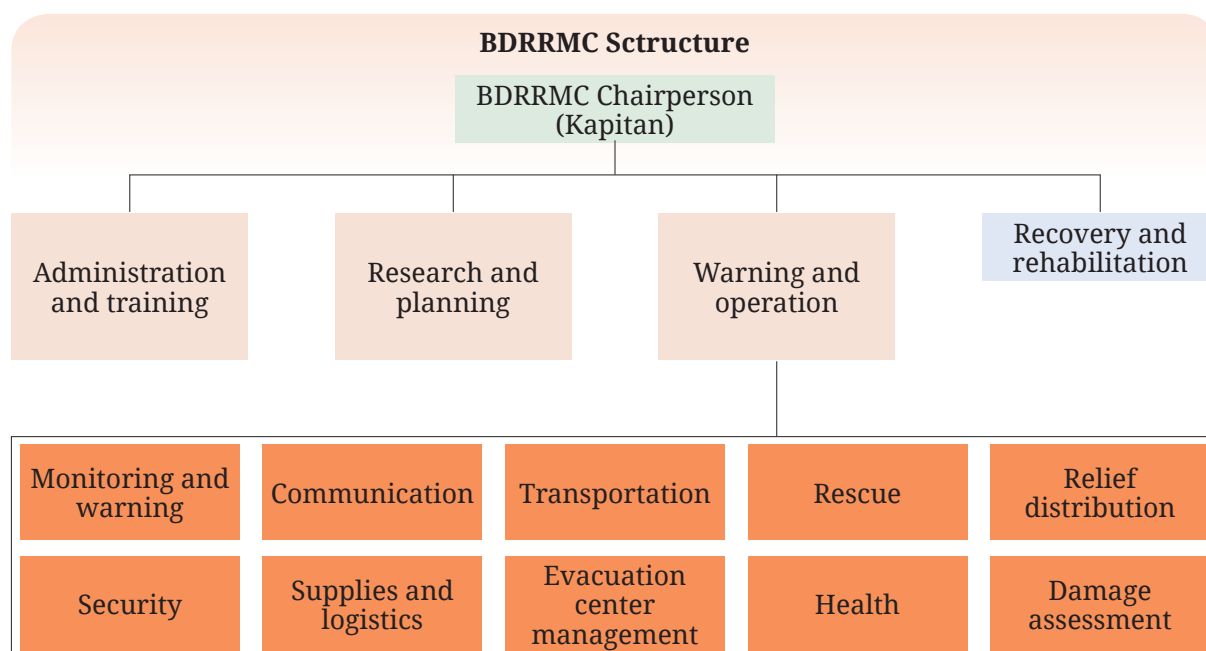 BDRRMC Sctructure
BDRRMC Chairperson
(Kapitan)
Administration
and training
Research and
planning
Warning and
operation
Recovery and
rehabilitation
Monitoring and
warning
Communication
Transportation
Rescue
Relief
distribution
Security
Supplies and
logistics
Evacuation
center
management
Health
Damage
assessment